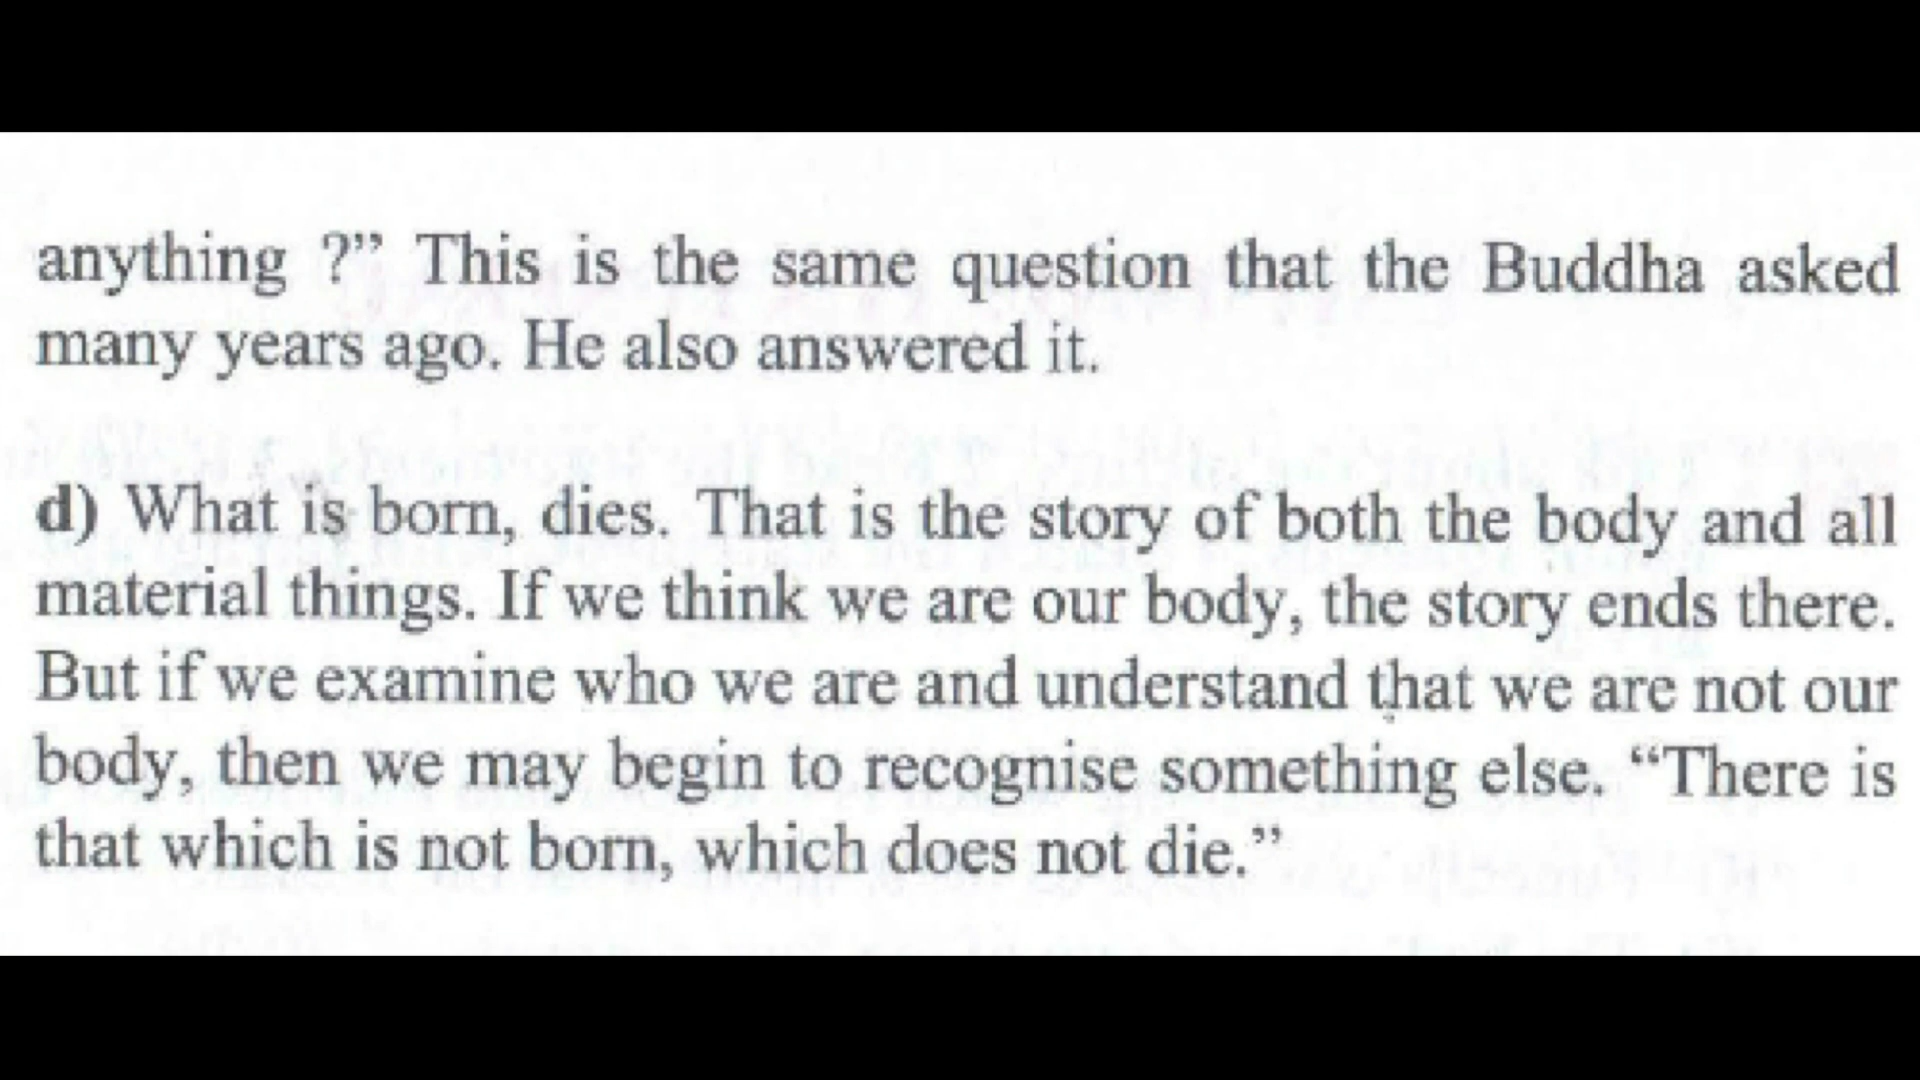 anything ?” This is the same question that the Buddha asked
many years ago. He also answered it.
d) What is born, dies. That is the story of both the body and all
material things. If we think we are our body, the story ends there.
But if we examine who we are and understand that we are not our
body, then we may begin to recognise something else. “There is
that which is not born, which does not die.”